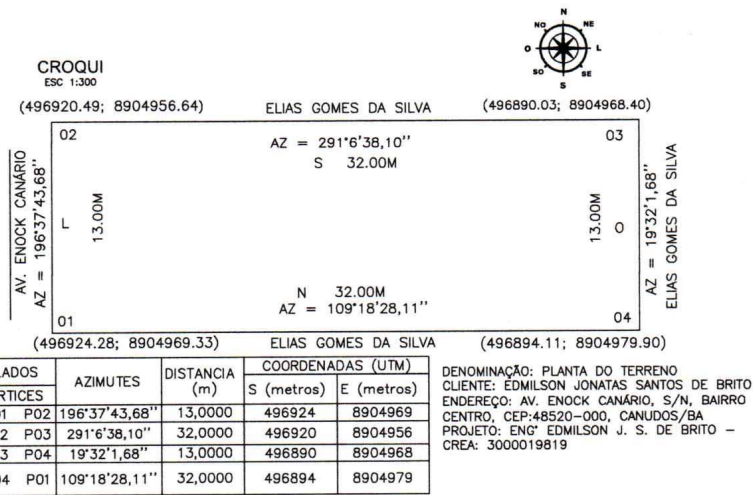 N
NO NE
O L
SO SE
S
CROQUI
ESC 1:300
(496920.49; 8904956.64) ELIAS GOMES DA SILVA (496890.03; 8904968.40)
02 03
AZ = 291°6'38,10''
S 32.00M
AV. ENOCK CANÁRIO
AZ = 196°37'43,68''
L 13.00M
13.00M O
AZ = 19°32'1,68''
ELIAS GOMES DA SILVA
N 32.00M
AZ = 109°18'28,11''
01 04
(496924.28; 8904969.33) ELIAS GOMES DA SILVA (496894.11; 8904979.90)
ADOS AZIMUTES DISTANCIA (m) COORDENADAS (UTM)
RTICES S (metros) E (metros)
1 P02 196°37'43,68'' 13,0000 496924 8904969
2 P03 291°6'38,10'' 32,0000 496920 8904956
3 P04 19°32'1,68'' 13,0000 496890 8904968
4 P01 109°18'28,11'' 32,0000 496894 8904979
DENOMINAÇÃO: PLANTA DO TERRENO
CLIENTE: EDMILSON JONATAS SANTOS DE BRITO
ENDEREÇO: AV. ENOCK CANÁRIO, S/N, BAIRRO
CENTRO, CEP:48520-000, CANUDOS/BA
PROJETO: ENG° EDMILSON J. S. DE BRITO –
CREA: 3000019819